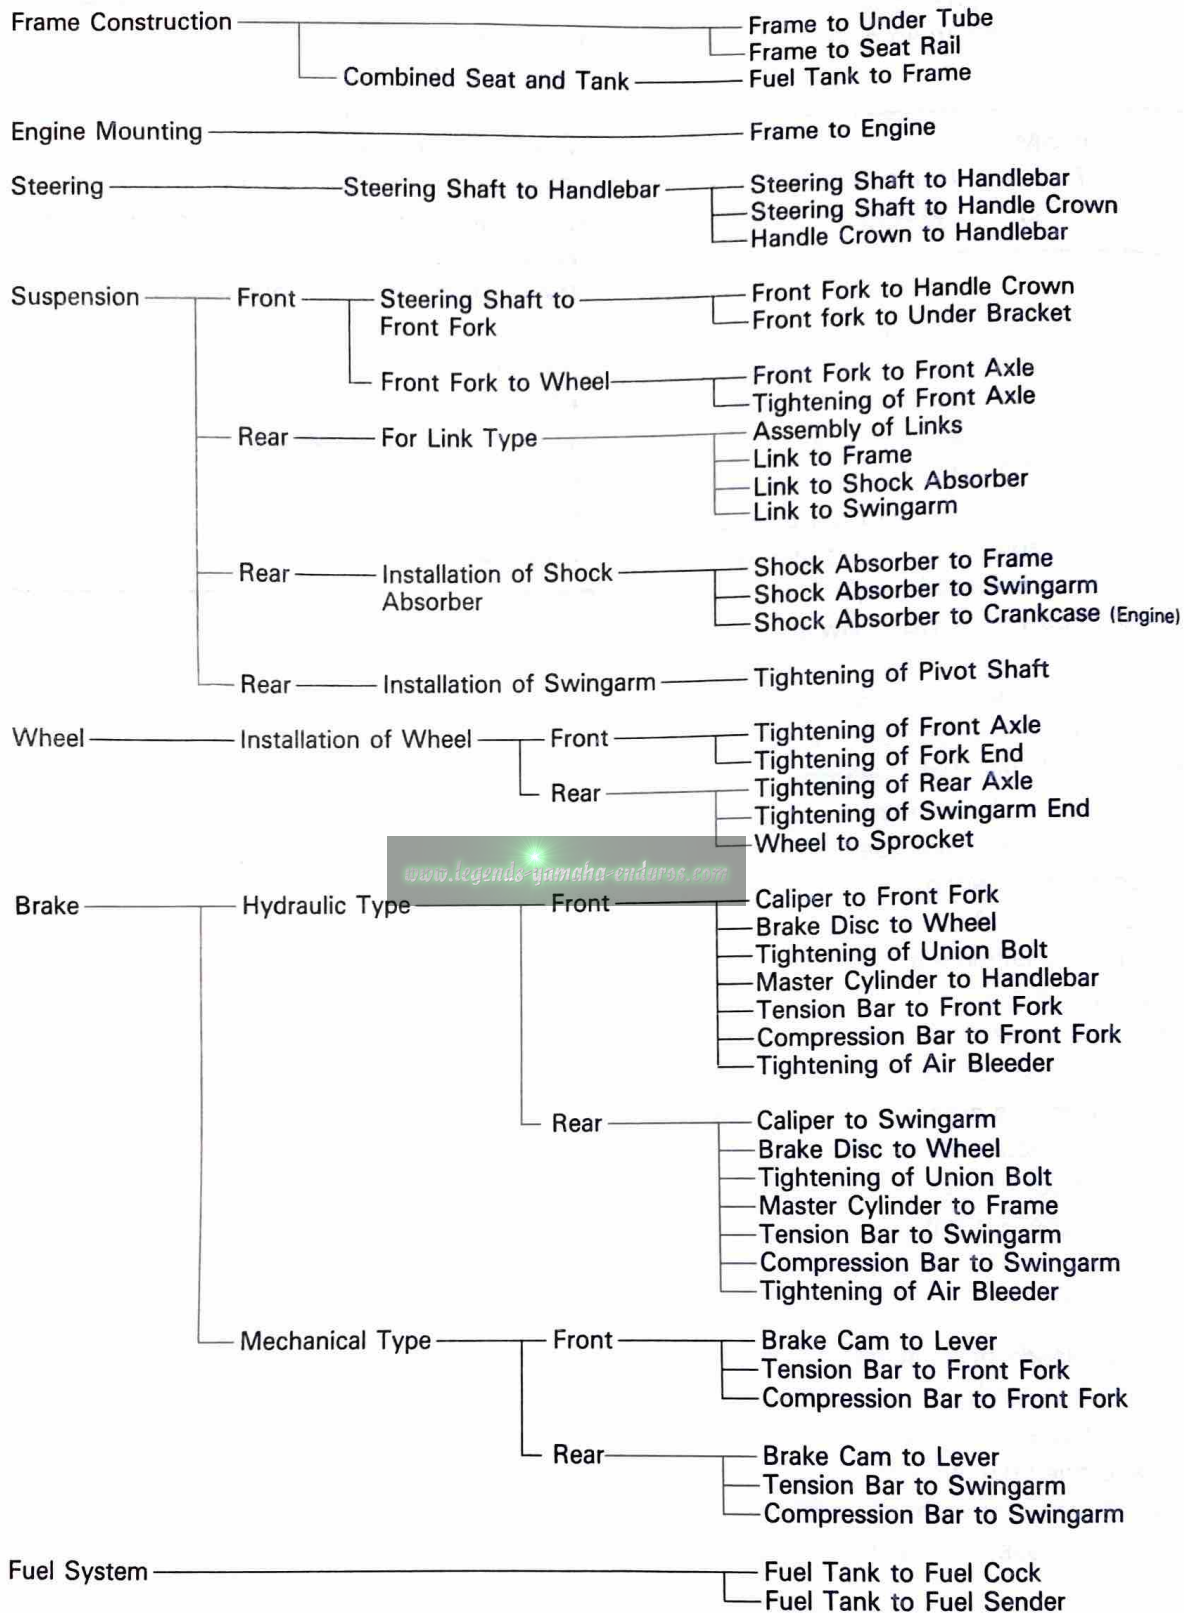 Frame Construction Frame to Under Tube
Frame to Seat Rail
Combined Seat and Tank Fuel Tank to Frame
Engine Mounting Frame to Engine
Steering Steering Shaft to Handlebar Steering Shaft to Handlebar
Steering Shaft to Handle Crown
Handle Crown to Handlebar
Suspension Front Steering Shaft to Front Fork to Handle Crown
Front Fork Front fork to Under Bracket
Front Fork to Wheel Front Fork to Front Axle
Tightening of Front Axle
Rear For Link Type Assembly of Links
Link to Frame
Link to Shock Absorber
Link to Swingarm
Rear Installation of Shock Shock Absorber to Frame
Absorber Shock Absorber to Swingarm
Shock Absorber to Crankcase (Engine)
Rear Installation of Swingarm Tightening of Pivot Shaft
Wheel Installation of Wheel Front Tightening of Front Axle
Tightening of Fork End
Rear Tightening of Rear Axle
Tightening of Swingarm End
Wheel to Sprocket
www.legends-yamaha-enduros.com
Brake Hydraulic Type Front Caliper to Front Fork
Brake Disc to Wheel
Tightening of Union Bolt
Master Cylinder to Handlebar
Tension Bar to Front Fork
Compression Bar to Front Fork
Tightening of Air Bleeder
Rear Caliper to Swingarm
Brake Disc to Wheel
Tightening of Union Bolt
Master Cylinder to Frame
Tension Bar to Swingarm
Compression Bar to Swingarm
Tightening of Air Bleeder
Mechanical Type Front Brake Cam to Lever
Tension Bar to Front Fork
Compression Bar to Front Fork
Rear Brake Cam to Lever
Tension Bar to Swingarm
Compression Bar to Swingarm
Fuel System Fuel Tank to Fuel Cock
Fuel Tank to Fuel Sender